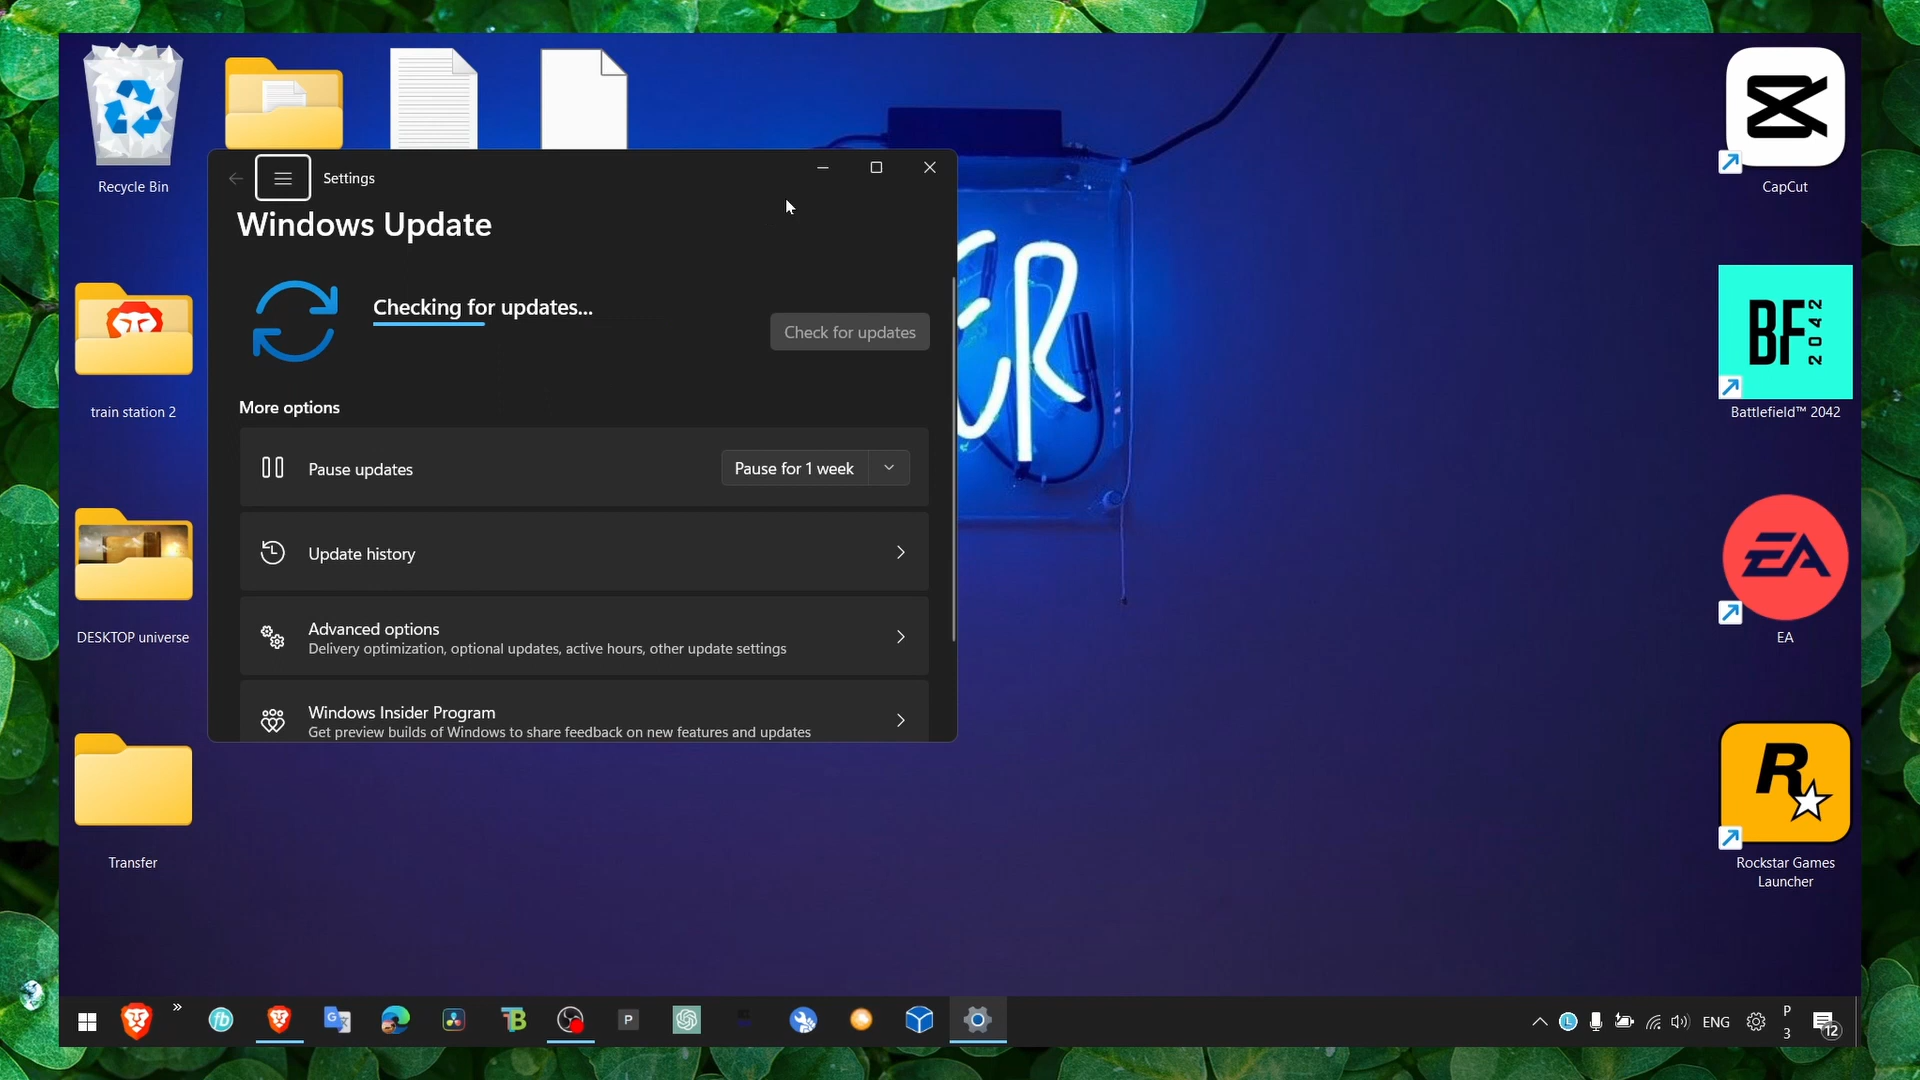 Recycle Bin
CapCut
Settings
Windows Update
Checking for updates...
Check for updates
More options
Pause updates
Pause for 1 week
Update history
Advanced options
Delivery optimization, optional updates, active hours, other update settings
Windows Insider Program
Get preview builds of Windows to share feedback on new features and updates
train station 2
BF
2042
Battlefield™ 2042
DESKTOP universe
EA
EA
Transfer
R
Rockstar Games
Launcher
ER
fb
G
TB
P
L
ENG
P
3
12